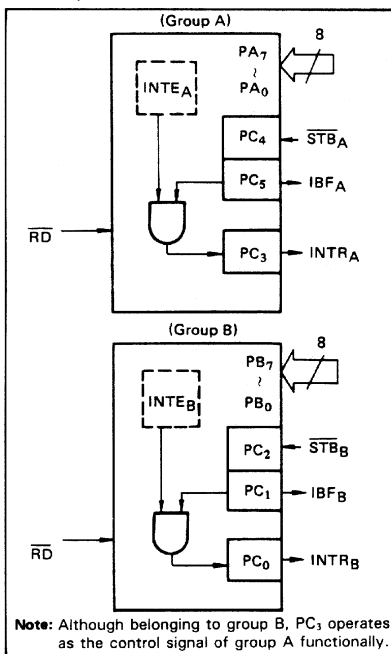 (Group A)
8
PA7
~
PA0
INTEA
PC4
STBA
PC5
IBFA
RD
PC3
INTRA
(Group B)
8
PB7
~
PB0
INTEB
PC2
STBB
PC1
IBFB
RD
PC0
INTRB
Note: Although belonging to group B, PC3 operates
as the control signal of group A functionally.